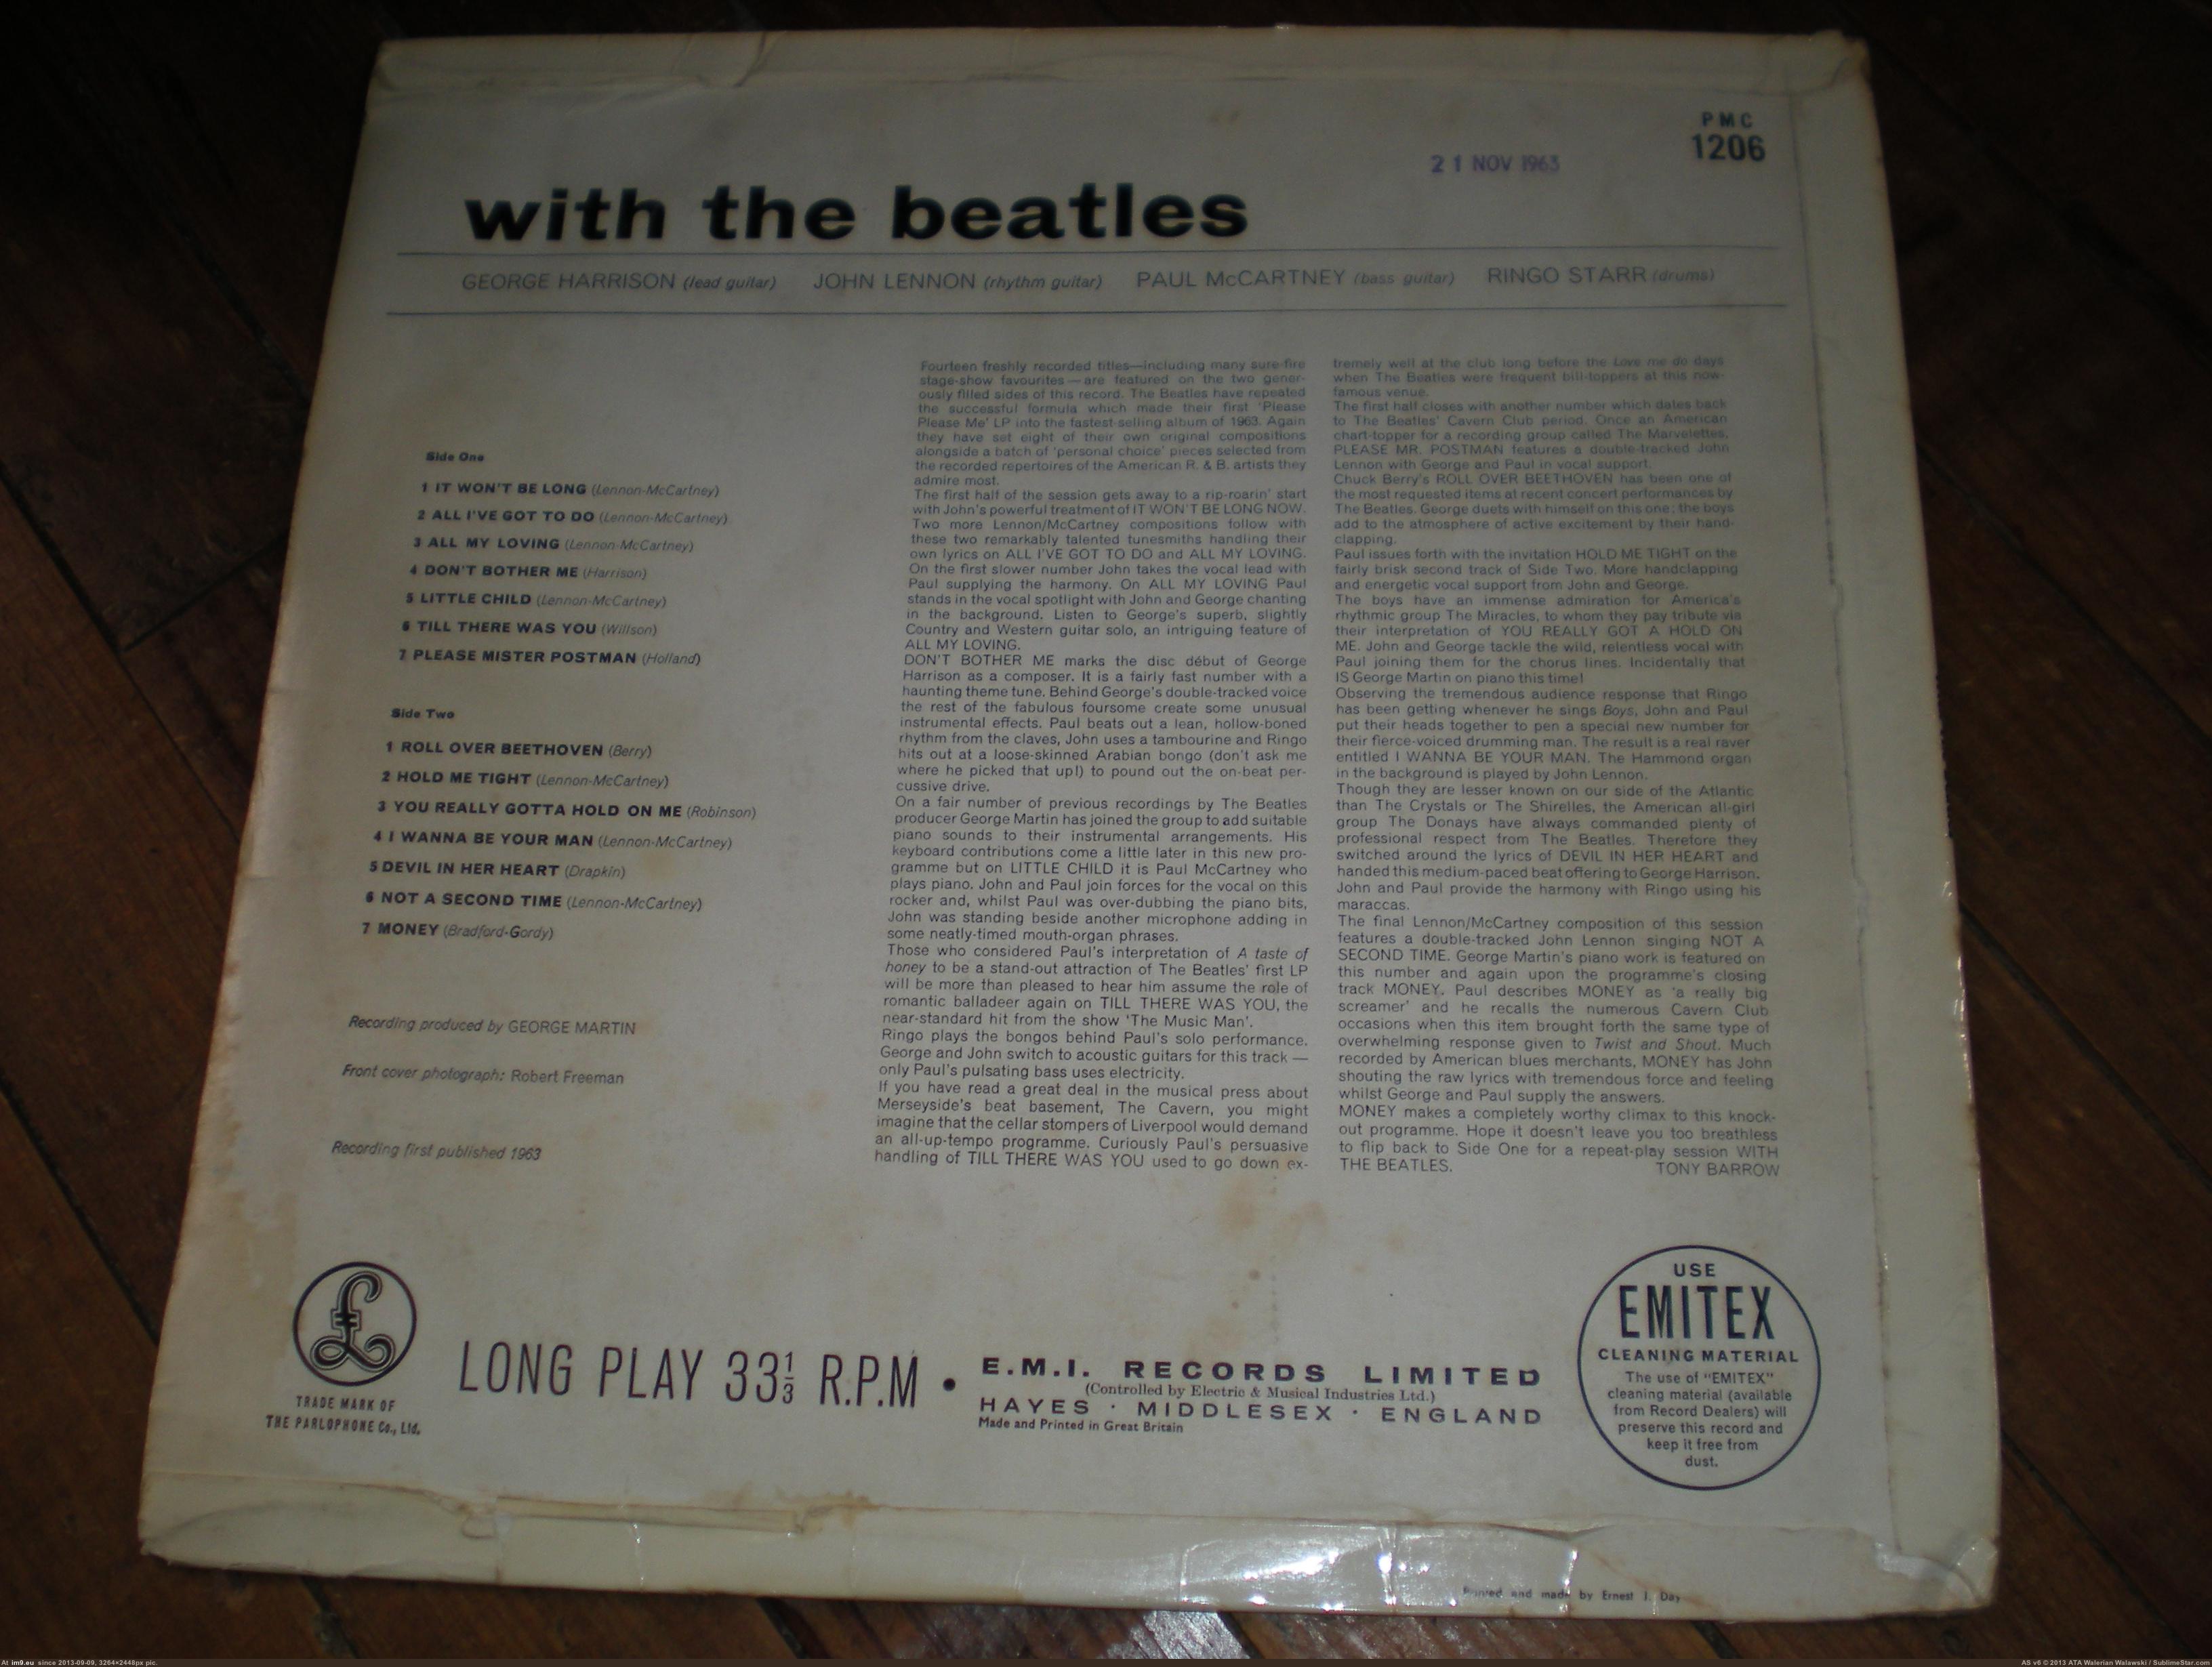 PMC
1206
21 NOV 1963
with the beatles
GEORGE HARRISON (lead guitar) JOHN LENNON (rhythm guitar) PAUL McCARTNEY (bass guitar) RINGO STARR (drums)
Side One
1 IT WON'T BE LONG (Lennon-McCartney)
2 ALL I'VE GOT TO DO (Lennon-McCartney)
3 ALL MY LOVING (Lennon-McCartney)
4 DON'T BOTHER ME (Harrison)
5 LITTLE CHILD (Lennon-McCartney)
6 TILL THERE WAS YOU (Willson)
7 PLEASE MISTER POSTMAN (Holland)
Side Two
1 ROLL OVER BEETHOVEN (Berry)
2 HOLD ME TIGHT (Lennon-McCartney)
3 YOU REALLY GOTTA HOLD ON ME (Robinson)
4 I WANNA BE YOUR MAN (Lennon-McCartney)
5 DEVIL IN HER HEART (Drapkin)
6 NOT A SECOND TIME (Lennon-McCartney)
7 MONEY (Bradford-Gordy)
Recording produced by GEORGE MARTIN
Front cover photograph: Robert Freeman
Recording first published 1963
Fourteen freshly recorded titles—including many sure-fire
stage-show favourites — are featured on the two gener-
ously filled sides of this record. The Beatles have repeated
the successful formula which made their first 'Please
Please Me' LP into the fastest-selling album of 1963. Again
they have set eight of their own original compositions
alongside a batch of 'personal choice' pieces selected from
the recorded repertoires of the American R. & B. artists they
admire most.
The first half of the session gets away to a rip-roarin' start
with John's powerful treatment of IT WON'T BE LONG NOW.
Two more Lennon/McCartney compositions follow with
these two remarkably talented tunesmiths handling their
own lyrics on ALL I'VE GOT TO DO and ALL MY LOVING.
On the first slower number John takes the vocal lead with
Paul supplying the harmony. On ALL MY LOVING Paul
stands in the vocal spotlight with John and George chanting
in the background. Listen to George's superb, slightly
Country and Western guitar solo, an intriguing feature of
ALL MY LOVING.
DON'T BOTHER ME marks the disc début of George
Harrison as a composer. It is a fairly fast number with a
haunting theme tune. Behind George's double-tracked voice
the rest of the fabulous foursome create some unusual
instrumental effects. Paul beats out a lean, hollow-boned
rhythm from the claves, John uses a tambourine and Ringo
hits out at a loose-skinned Arabian bongo (don't ask me
where he picked that up!) to pound out the on-beat per-
cussive drive.
On a fair number of previous recordings by The Beatles
producer George Martin has joined the group to add suitable
piano sounds to their instrumental arrangements. His
keyboard contributions come a little later in this new pro-
gramme but on LITTLE CHILD it is Paul McCartney who
plays piano. John and Paul join forces for the vocal on this
rocker and, whilst Paul was over-dubbing the piano bits,
John was standing beside another microphone adding in
some neatly-timed mouth-organ phrases.
Those who considered Paul's interpretation of A taste of
honey to be a stand-out attraction of The Beatles' first LP
will be more than pleased to hear him assume the role of
romantic balladeer again on TILL THERE WAS YOU, the
near-standard hit from the show 'The Music Man'.
Ringo plays the bongos behind Paul's solo performance.
George and John switch to acoustic guitars for this track —
only Paul's pulsating bass uses electricity.
If you have read a great deal in the musical press about
Merseyside's beat basement, The Cavern, you might
imagine that the cellar stompers of Liverpool would demand
an all-up-tempo programme. Curiously Paul's persuasive
handling of TILL THERE WAS YOU used to go down ex-
tremely well at the club long before the Love me do days
when The Beatles were frequent bill-toppers at this now-
famous venue.
The first half closes with another number which dates back
to The Beatles' Cavern Club period. Once an American
chart-topper for a recording group called The Marvelettes,
PLEASE MR. POSTMAN features a double-tracked John
Lennon with George and Paul in vocal support.
Chuck Berry's ROLL OVER BEETHOVEN has been one of
the most requested items at recent concert performances by
The Beatles. George duets with himself on this one; the boys
add to the atmosphere of active excitement by their hand-
clapping.
Paul issues forth with the invitation HOLD ME TIGHT on the
fairly brisk second track of Side Two. More handclapping
and energetic vocal support from John and George.
The boys have an immense admiration for America's
rhythmic group The Miracles, to whom they pay tribute via
their interpretation of YOU REALLY GOT A HOLD ON
ME. John and George tackle the wild, relentless vocal with
Paul joining them for the chorus lines. Incidentally that
IS George Martin on piano this time!
Observing the tremendous audience response that Ringo
has been getting whenever he sings Boys, John and Paul
put their heads together to pen a special new number for
their fierce-voiced drumming man. The result is a real raver
entitled I WANNA BE YOUR MAN. The Hammond organ
in the background is played by John Lennon.
Though they are lesser known on our side of the Atlantic
than The Crystals or The Shirelles, the American all-girl
group The Donays have always commanded plenty of
professional respect from The Beatles. Therefore they
switched around the lyrics of DEVIL IN HER HEART and
handed this medium-paced beat offering to George Harrison.
John and Paul provide the harmony with Ringo using his
maraccas.
The final Lennon/McCartney composition of this session
features a double-tracked John Lennon singing NOT A
SECOND TIME. George Martin's piano work is featured on
this number and again upon the programme's closing
track MONEY. Paul describes MONEY as 'a really big
screamer' and he recalls the numerous Cavern Club
occasions when this item brought forth the same type of
overwhelming response given to Twist and Shout. Much
recorded by American blues merchants, MONEY has John
shouting the raw lyrics with tremendous force and feeling
whilst George and Paul supply the answers.
MONEY makes a completely worthy climax to this knock-
out programme. Hope it doesn't leave you too breathless
to flip back to Side One for a repeat-play session WITH
THE BEATLES. TONY BARROW
£
TRADE MARK OF
THE PARLOPHONE Co., Ltd.
LONG PLAY 33⅓ R.P.M •
E.M.I. RECORDS LIMITED
(Controlled by Electric & Musical Industries Ltd.)
HAYES · MIDDLESEX · ENGLAND
Made and Printed in Great Britain
USE
EMITEX
CLEANING MATERIAL
The use of "EMITEX"
cleaning material (available
from Record Dealers) will
preserve this record and
keep it free from
dust.
and made by Ernest J. Day
At im9.eu since 2013-09-09, 3264×2448px pic.
AS v6 © 2013 ATA Walerian Walawski / SublimeStar.com